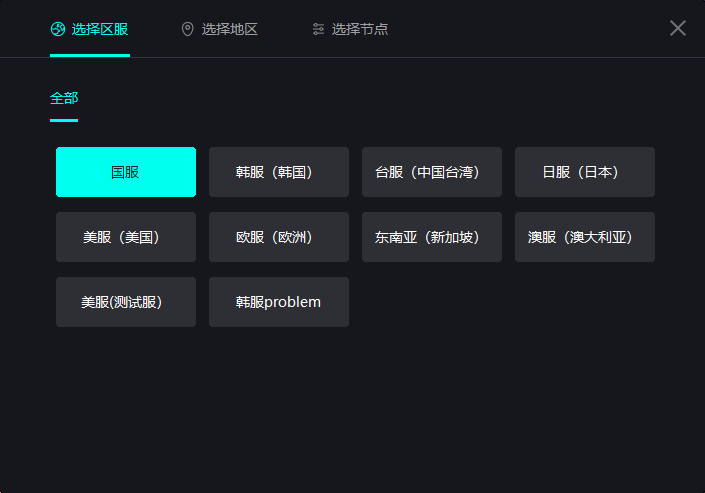 选择区服 选择地区 选择节点
全部
国服 韩服（韩国） 台服（中国台湾） 日服（日本）
美服（美国） 欧服（欧洲） 东南亚（新加坡） 澳服（澳大利亚）
美服(测试服） 韩服problem